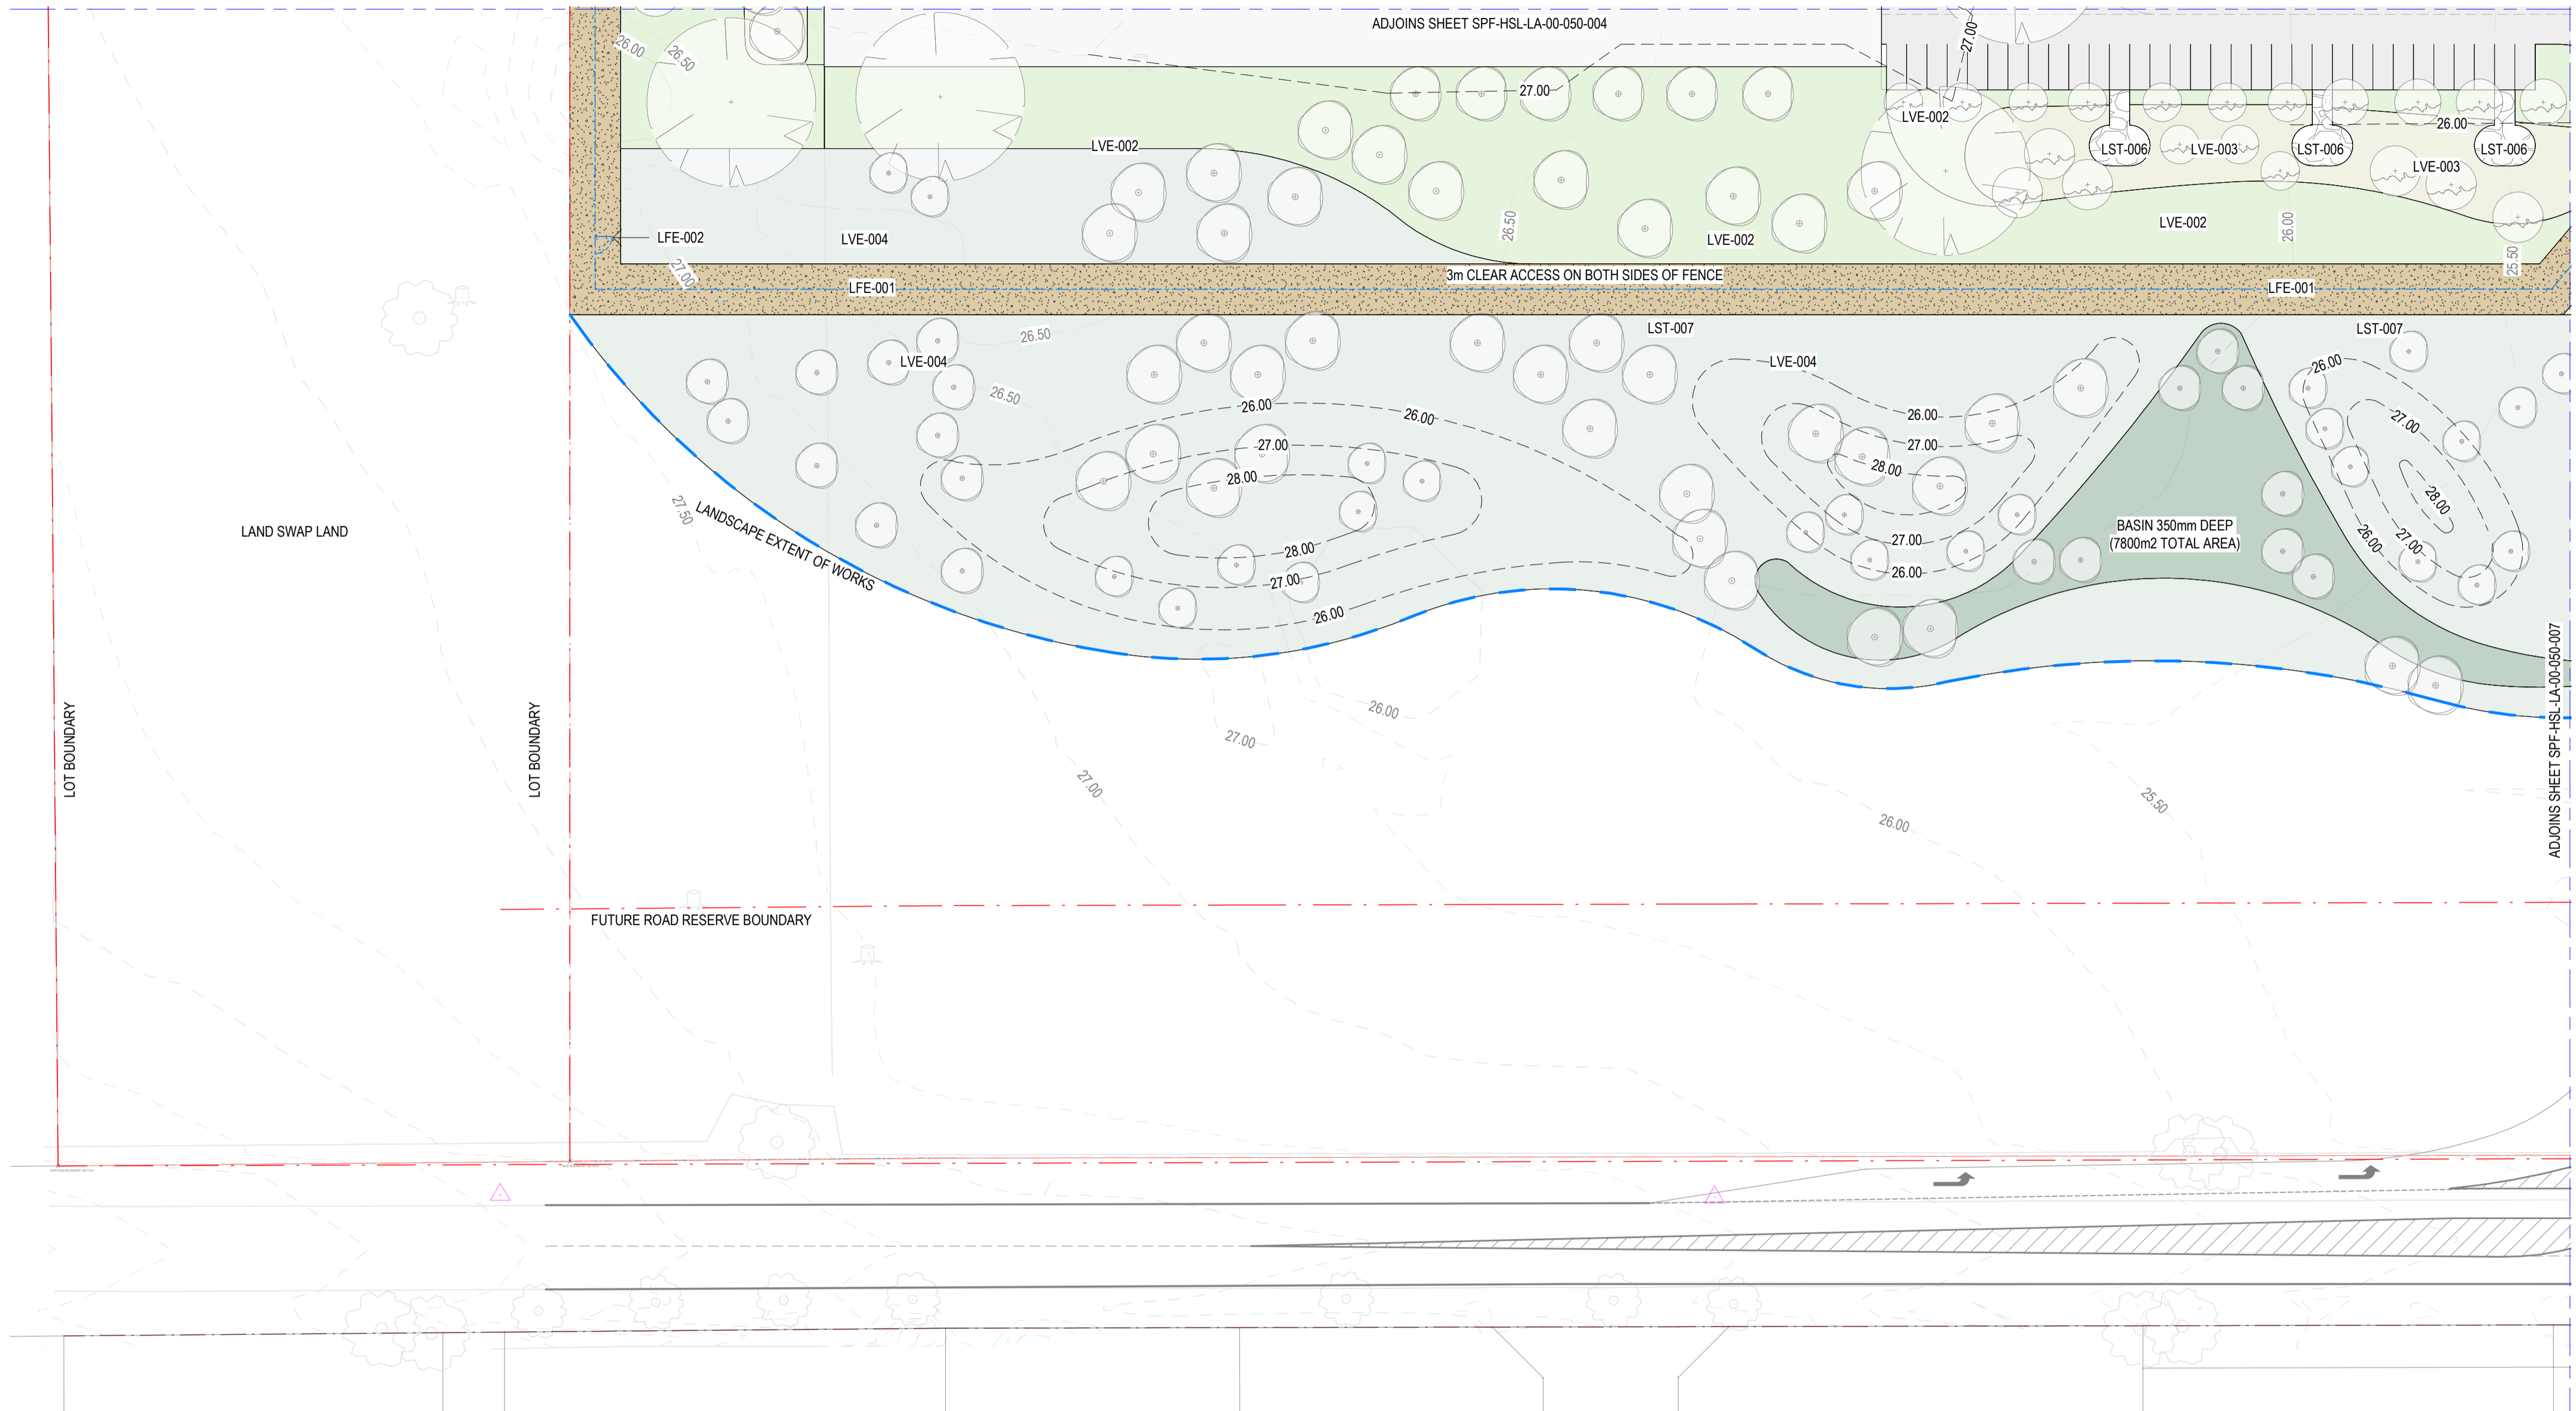 ADJOINS SHEET SPF-HSL-LA-00-050-004
27.00
26.00
26.50
27.00
LVE-002
26.00
LVE-002
LST-006
LVE-003
LST-006
LST-006
LVE-003
LVE-002
26.50
26.00
LFE-002
LVE-004
LVE-002
25.50
27.00
3m CLEAR ACCESS ON BOTH SIDES OF FENCE
LFE-001
LFE-001
26.50
LST-007
LST-007
LVE-004
LVE-004
26.00
26.50
26.00
26.00
26.00
27.00
27.00
27.00
28.00
28.00
28.00
27.50
LANDSCAPE EXTENT OF WORKS
LAND SWAP LAND
BASIN 350mm DEEP
(7800m2 TOTAL AREA)
27.00
26.00
27.00
28.00
26.00
27.00
26.00
LOT BOUNDARY
LOT BOUNDARY
26.00
27.00
27.00
26.00
25.50
ADJOINS SHEET SPF-HSL-LA-00-050-007
FUTURE ROAD RESERVE BOUNDARY